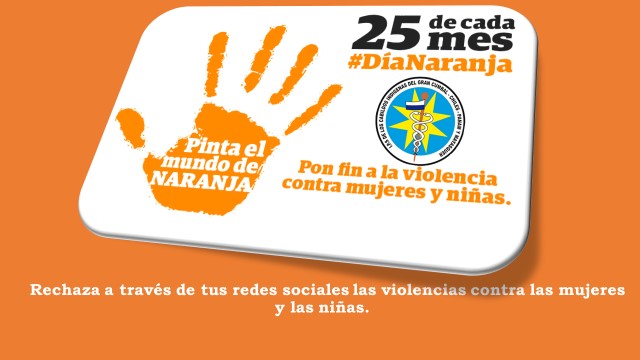 25 de cada
mes
#DíaNaranja
Pinta el
mundo de
NARANJA
Pon fin a la violencia
contra mujeres y niñas.
Rechaza a través de tus redes sociales las violencias contra las mujeres
y las niñas.